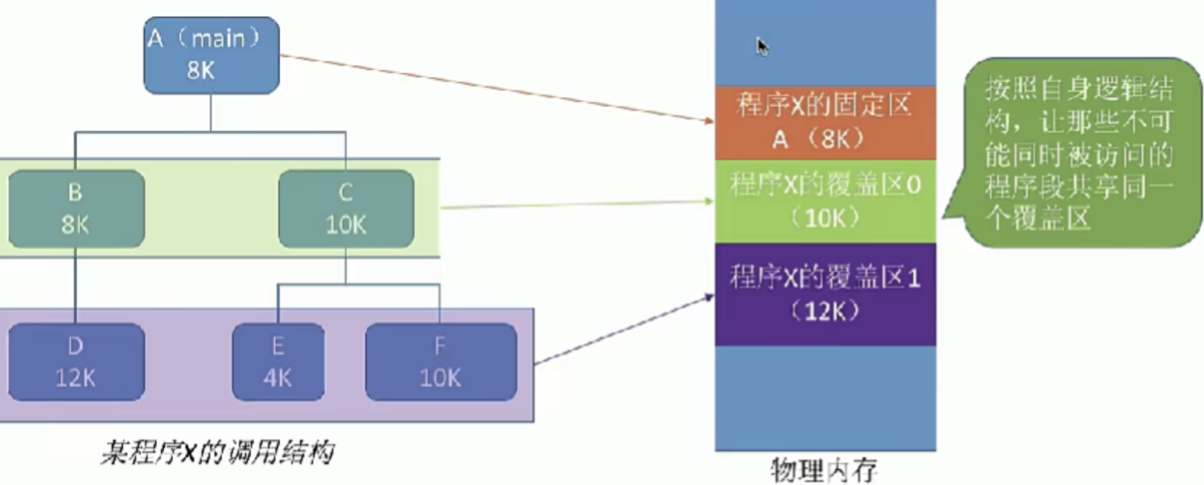 A（main）
8K
B
8K
C
10K
D
12K
E
4K
F
10K
某程序X的调用结构
程序X的固定区
A （8K）
程序X的覆盖区0
（10K）
程序X的覆盖区1
（12K）
物理内存
按照自身逻辑结
构，让那些不可
能同时被访问的
程序段共享同一
个覆盖区